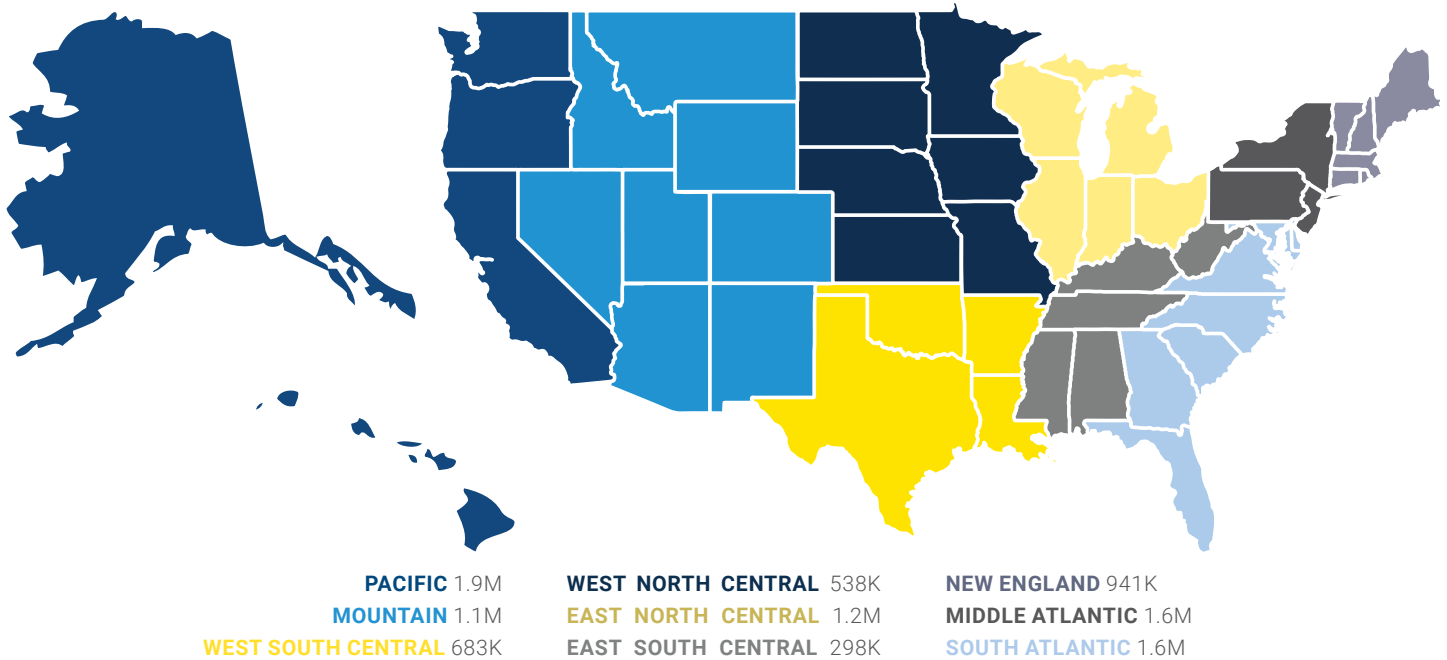 PACIFIC 1.9M
MOUNTAIN 1.1M
WEST SOUTH CENTRAL 683K
WEST NORTH CENTRAL 538K
EAST NORTH CENTRAL 1.2M
EAST SOUTH CENTRAL 298K
NEW ENGLAND 941K
MIDDLE ATLANTIC 1.6M
SOUTH ATLANTIC 1.6M